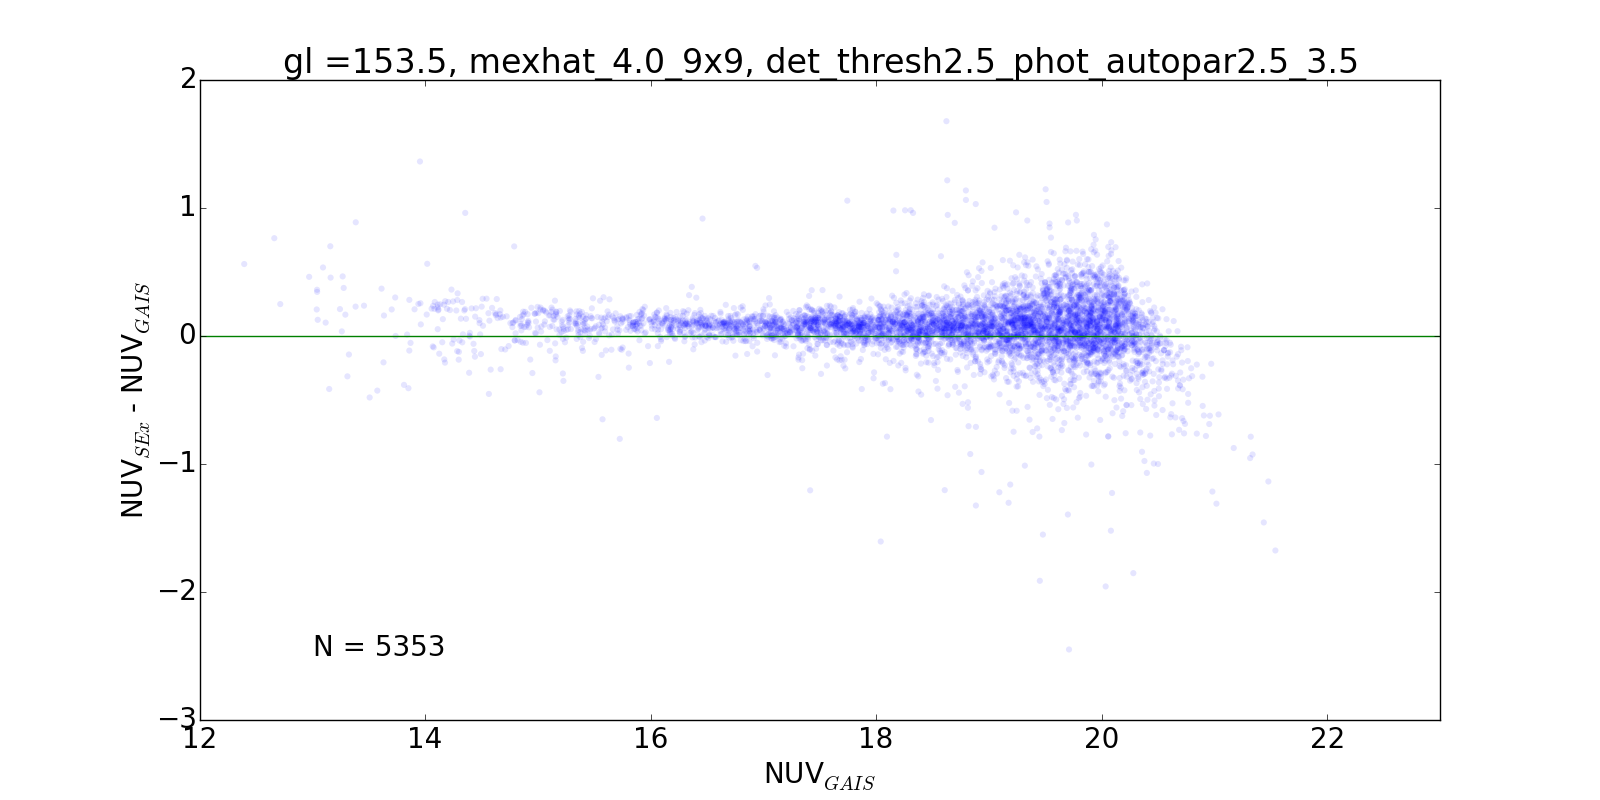 gl =153.5, mexhat_4.0_9x9, det_thresh2.5_phot_autopar2.5_3.5
2
1
0
−1
−2
−3
NUV_SEx - NUV_GAIS
N = 5353
12 14 16 18 20 22
NUV_GAIS